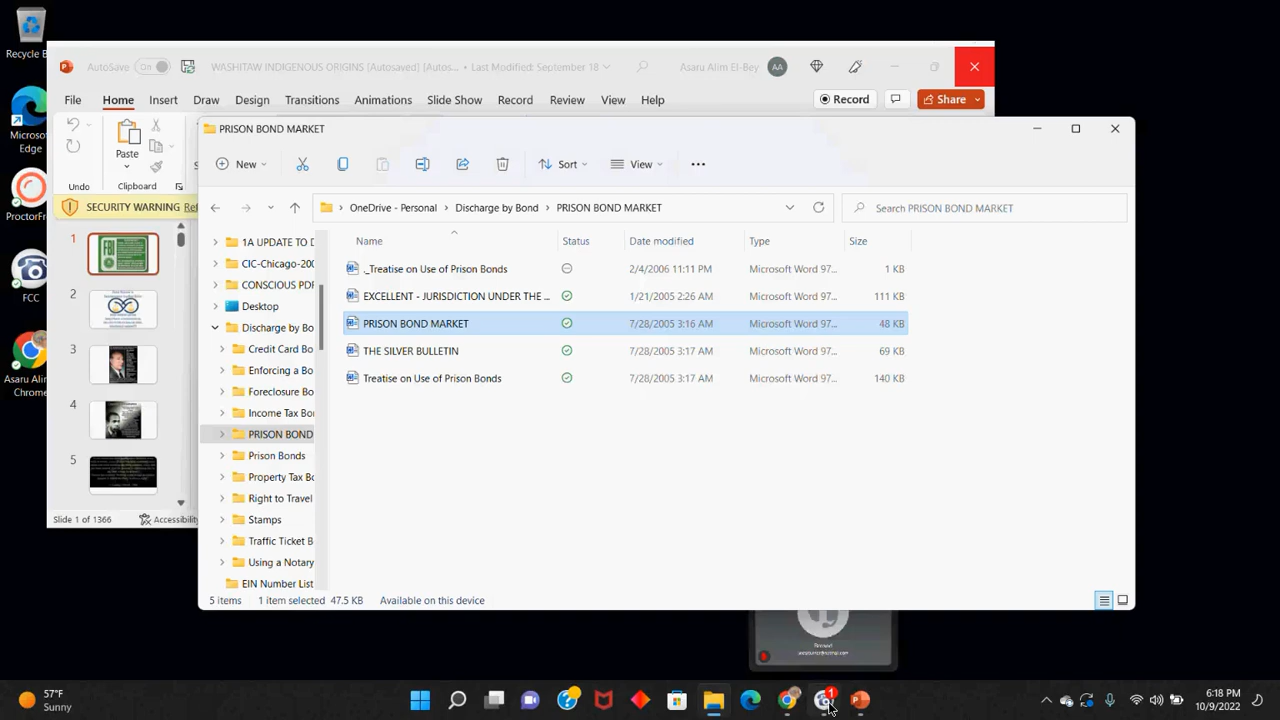 Recycle B
AutoSave On WASHITAW INDIGENOUS ORIGINS [Autosaved] [Autos... • Last Modified: September 18 Asaru Alim El-Bey AA
File Home Insert Draw Design Transitions Animations Slide Show Record Review View Help Record Share
Microsof
Edge
Paste
Undo Clipboard
SECURITY WARNING Ref
PRISON BOND MARKET
New Sort View
OneDrive - Personal > Discharge by Bond > PRISON BOND MARKET
Search PRISON BOND MARKET
ProctorFr
FCC
Asaru Alim
Chrome
1
2
3
4
5
Slide 1 of 1366 Accessibility
1A UPDATE TO D
CIC-Chicago-200
CONSCIOUS PDF
Desktop
Discharge by Bo
Credit Card Bo
Enforcing a Bo
Foreclosure Bo
Income Tax Bo
PRISON BOND
Prison Bonds
Property Tax Bo
Right to Travel
Stamps
Traffic Ticket B
Using a Notary
EIN Number List
Name Status Date modified Type Size
._Treatise on Use of Prison Bonds 2/4/2006 11:11 PM Microsoft Word 97... 1 KB
EXCELLENT - JURISDICTION UNDER THE ... 1/21/2005 2:26 AM Microsoft Word 97... 111 KB
PRISON BOND MARKET 7/28/2005 3:16 AM Microsoft Word 97... 48 KB
THE SILVER BULLETIN 7/28/2005 3:17 AM Microsoft Word 97... 69 KB
Treatise on Use of Prison Bonds 7/28/2005 3:17 AM Microsoft Word 97... 140 KB
5 items 1 item selected 47.5 KB Available on this device
57°F
Sunny
1
6:18 PM
10/9/2022